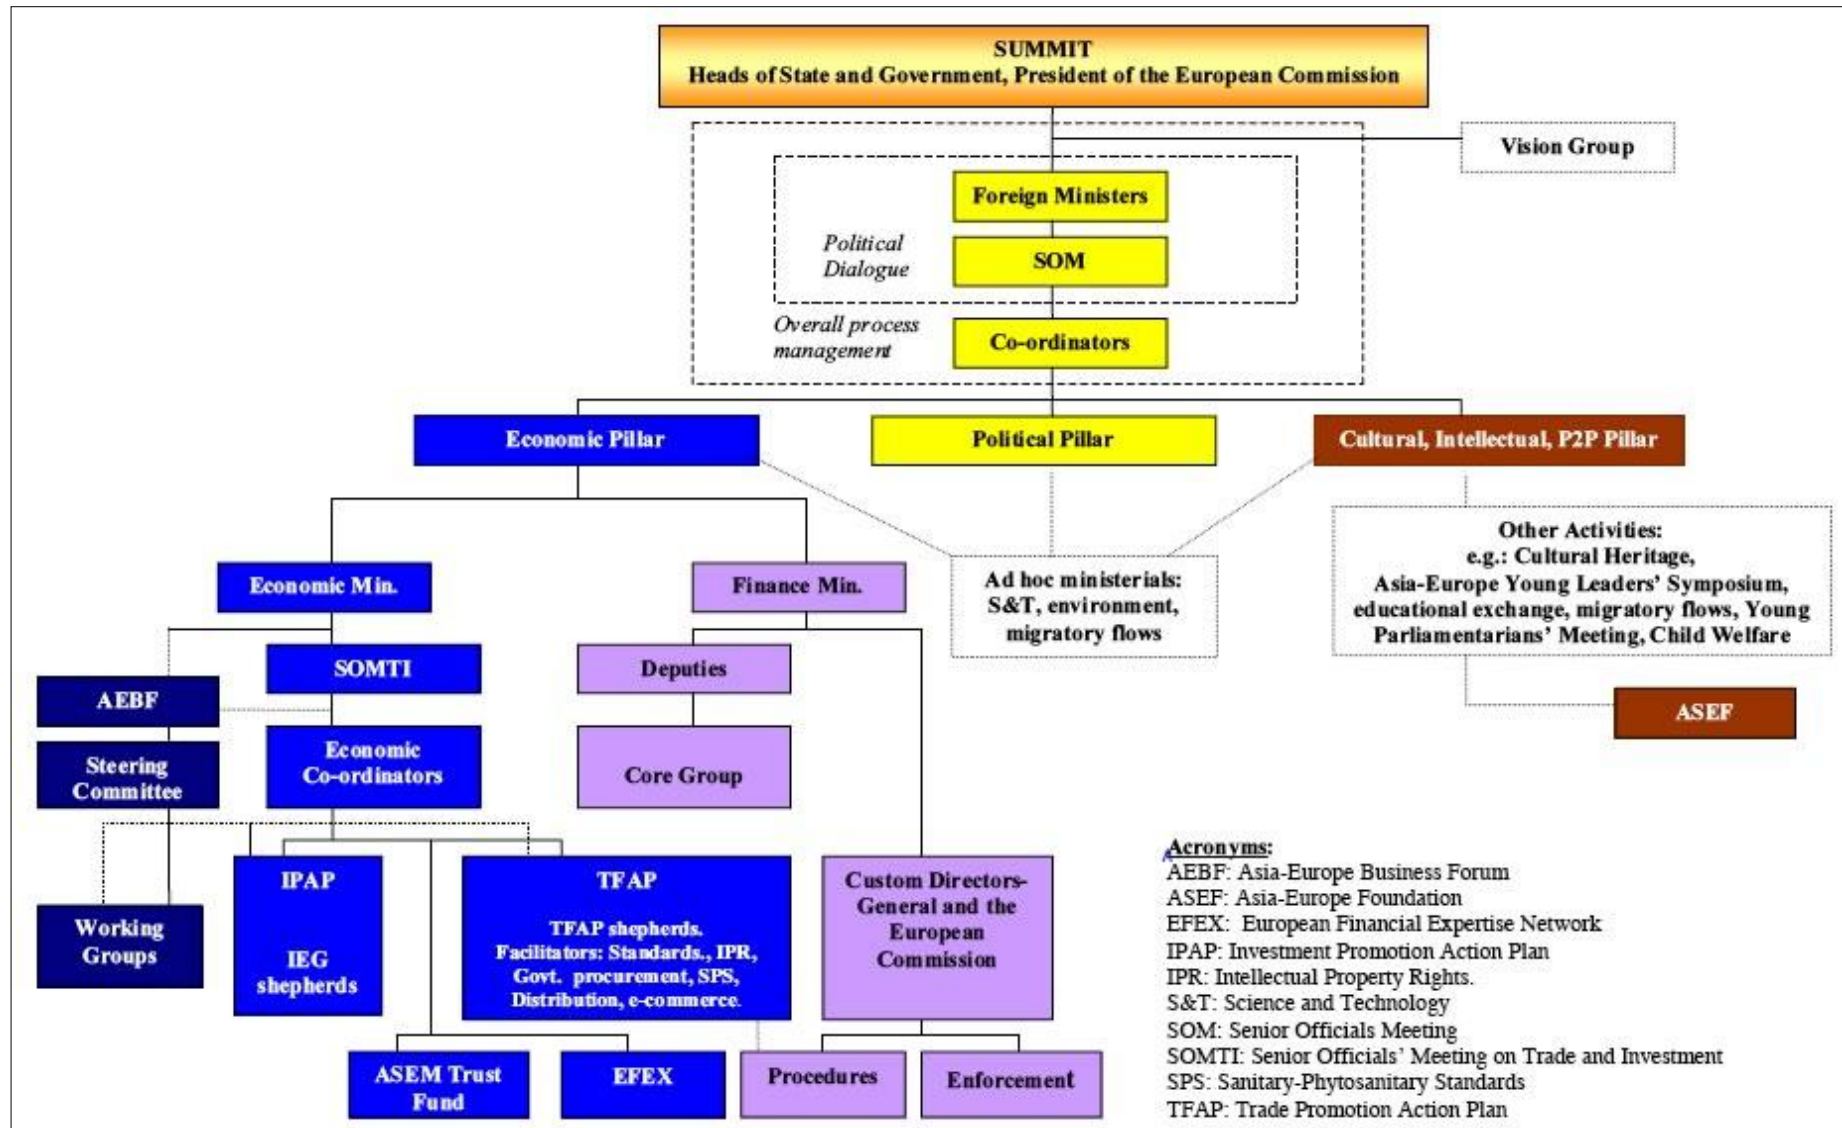 SUMMIT
Heads of State and Government, President of the European Commission
Vision Group
Foreign Ministers
Political
Dialogue
SOM
Overall process
management
Co-ordinators
Economic Pillar
Political Pillar
Cultural, Intellectual, P2P Pillar
Other Activities:
e.g.: Cultural Heritage,
Asia-Europe Young Leaders' Symposium,
educational exchange, migratory flows, Young
Parliamentarians' Meeting, Child Welfare
Economic Min.
Finance Min.
Ad hoc ministerials:
S&T, environment,
migratory flows
SOMTI
Deputies
AEBF
ASEF
Steering
Committee
Economic
Co-ordinators
Core Group
Working
Groups
IPAP
IEG
shepherds
TFAP
TFAP shepherds.
Facilitators: Standards., IPR,
Govt. procurement, SPS,
Distribution, e-commerce.
Custom Directors-
General and the
European
Commission
ASEM Trust
Fund
EFEX
Procedures
Enforcement
Acronyms:
AEBF: Asia-Europe Business Forum
ASEF: Asia-Europe Foundation
EFEX: European Financial Expertise Network
IPAP: Investment Promotion Action Plan
IPR: Intellectual Property Rights.
S&T: Science and Technology
SOM: Senior Officials Meeting
SOMTI: Senior Officials' Meeting on Trade and Investment
SPS: Sanitary-Phytosanitary Standards
TFAP: Trade Promotion Action Plan